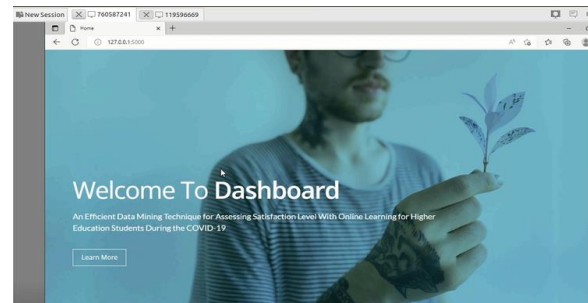 New Session 760587241 119596669
Home
127.0.0.1:5000
Welcome To Dashboard
An Efficient Data Mining Technique for Assessing Satisfaction Level With Online Learning for Higher
Education Students During the COVID-19
Learn More